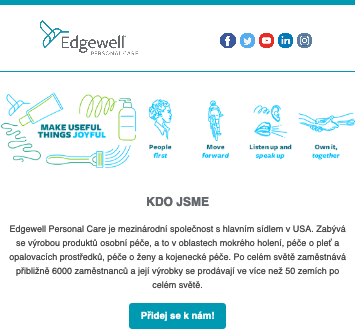 Edgewell
PERSONAL CARE
MAKE USEFUL
THINGS JOYFUL
People
first
Move
forward
Listen up and
speak up
Own it,
together
KDO JSME
Edgewell Personal Care je mezinárodní společnost s hlavním sídlem v USA. Zabývá
se výrobou produktů osobní péče, a to v oblastech mokrého holení, péče o pleť a
opalovacích prostředků, péče o ženy a kojenecké péče. Po celém světě zaměstnává
přibližně 6000 zaměstnanců a její výrobky se prodávají ve více než 50 zemích po
celém světě.
Přidej se k nám!